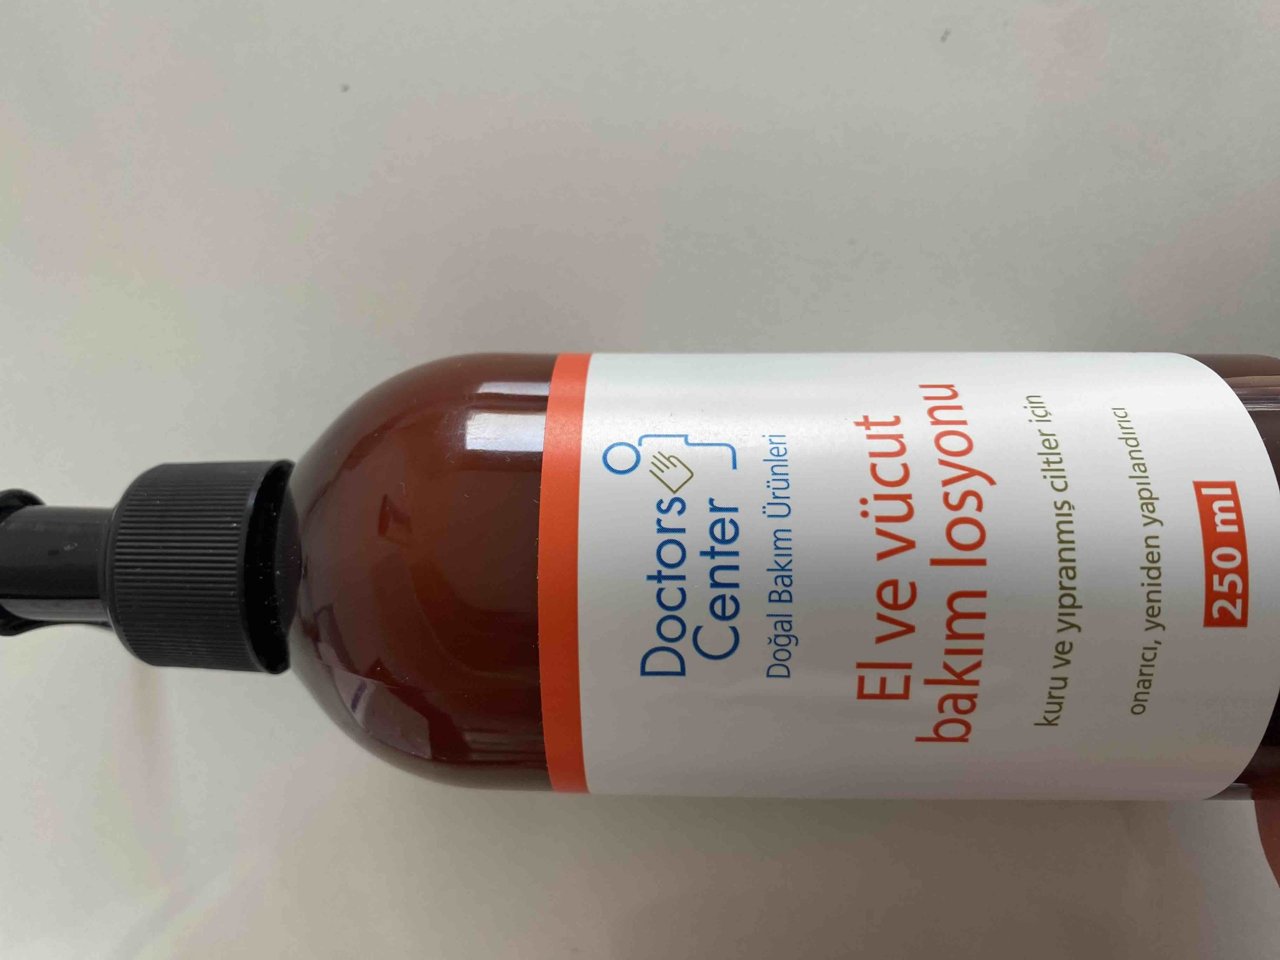 Doctors
Center
Doğal Bakım Ürünleri
El ve vücut
bakım losyonu
kuru ve yıpranmış ciltler için
onarıcı, yeniden yapılandırıcı
250 ml